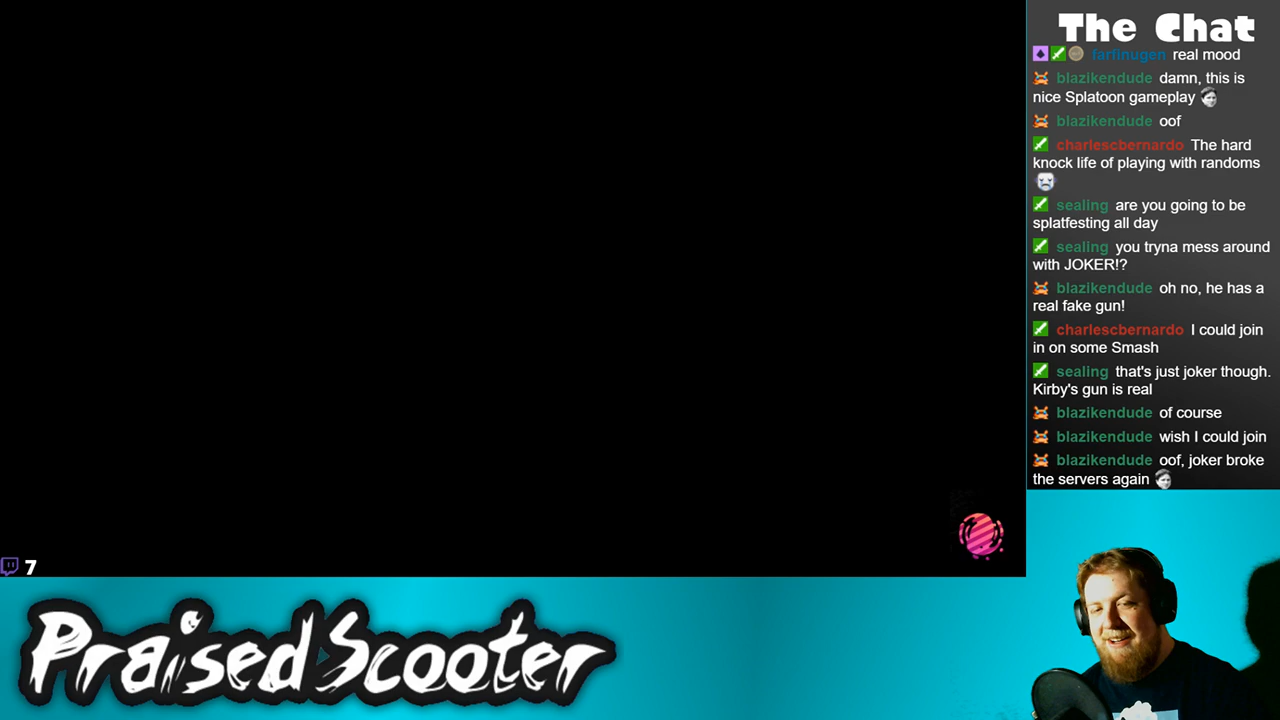 The Chat
farfinugen real mood
blazikendude damn, this is
nice Splatoon gameplay
blazikendude oof
charlescbernardo The hard
knock life of playing with randoms
sealing are you going to be
splatfesting all day
sealing you tryna mess around
with JOKER!?
blazikendude oh no, he has a
real fake gun!
charlescbernardo I could join
in on some Smash
sealing that's just joker though.
Kirby's gun is real
blazikendude of course
blazikendude wish I could join
blazikendude oof, joker broke
the servers again
7
PraisedScooter